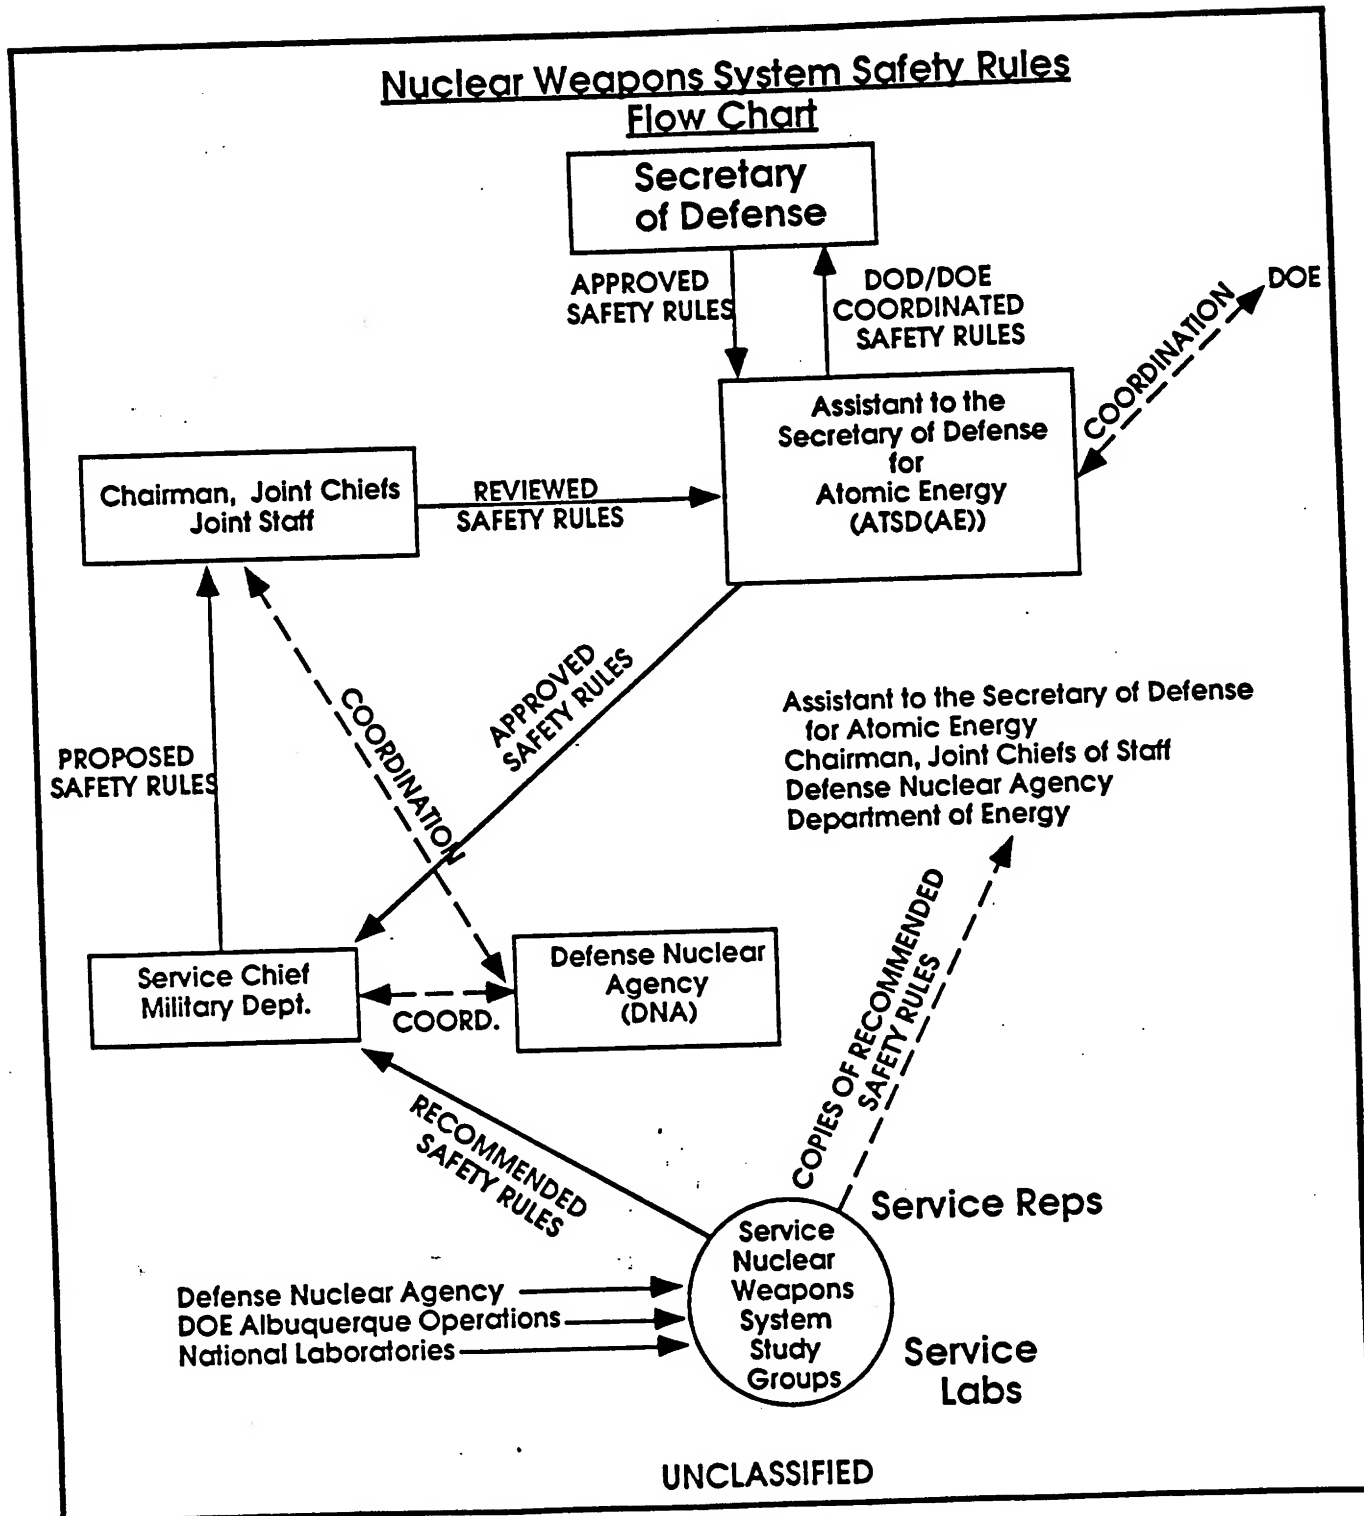 Nuclear Weapons System Safety Rules
Flow Chart
Secretary
of Defense
APPROVED
SAFETY RULES
DOD/DOE
COORDINATED
SAFETY RULES
COORDINATION
DOE
Assistant to the
Secretary of Defense
for
Atomic Energy
(ATSD(AE))
Chairman, Joint Chiefs
Joint Staff
REVIEWED
SAFETY RULES
PROPOSED
SAFETY RULES
COORDINATION
APPROVED
SAFETY RULES
Assistant to the Secretary of Defense
for Atomic Energy
Chairman, Joint Chiefs of Staff
Defense Nuclear Agency
Department of Energy
Service Chief
Military Dept.
COORD.
Defense Nuclear
Agency
(DNA)
COPIES OF RECOMMENDED
SAFETY RULES
RECOMMENDED
SAFETY RULES
Service Reps
Service
Nuclear
Weapons
System
Study
Groups
Defense Nuclear Agency
DOE Albuquerque Operations
National Laboratories
Service
Labs
UNCLASSIFIED